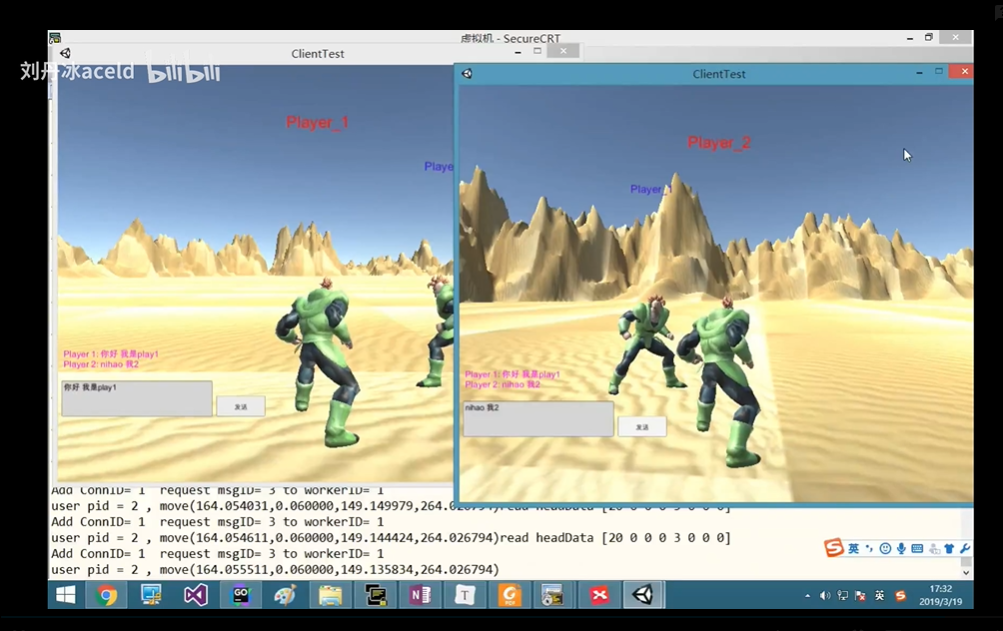 虚拟机 - SecureCRT
ClientTest
刘丹冰aceld bilibili
ClientTest
Player_1
Playe
Player 1: 你好 我是play1
Player 2: nihao 我2
你好 我是play1
发送
Player_2
Player_1
Player 1: 你好 我是play1
Player 2: nihao 我2
nihao 我2
发送
Add ConnID= 1 request msgID= 3 to workerID= 1
user pid = 2 , move(164.054031,0.060000,149.149979,264.026794)read headData [20 0 0 0 3 0 0 0]
Add ConnID= 1 request msgID= 3 to workerID= 1
user pid = 2 , move(164.054611,0.060000,149.144424,264.026794)read headData [20 0 0 0 3 0 0 0]
Add ConnID= 1 request msgID= 3 to workerID= 1
user pid = 2 , move(164.055511,0.060000,149.135834,264.026794)
S 英
GO
N
T
PDF
英 S
17:32
2019/3/19